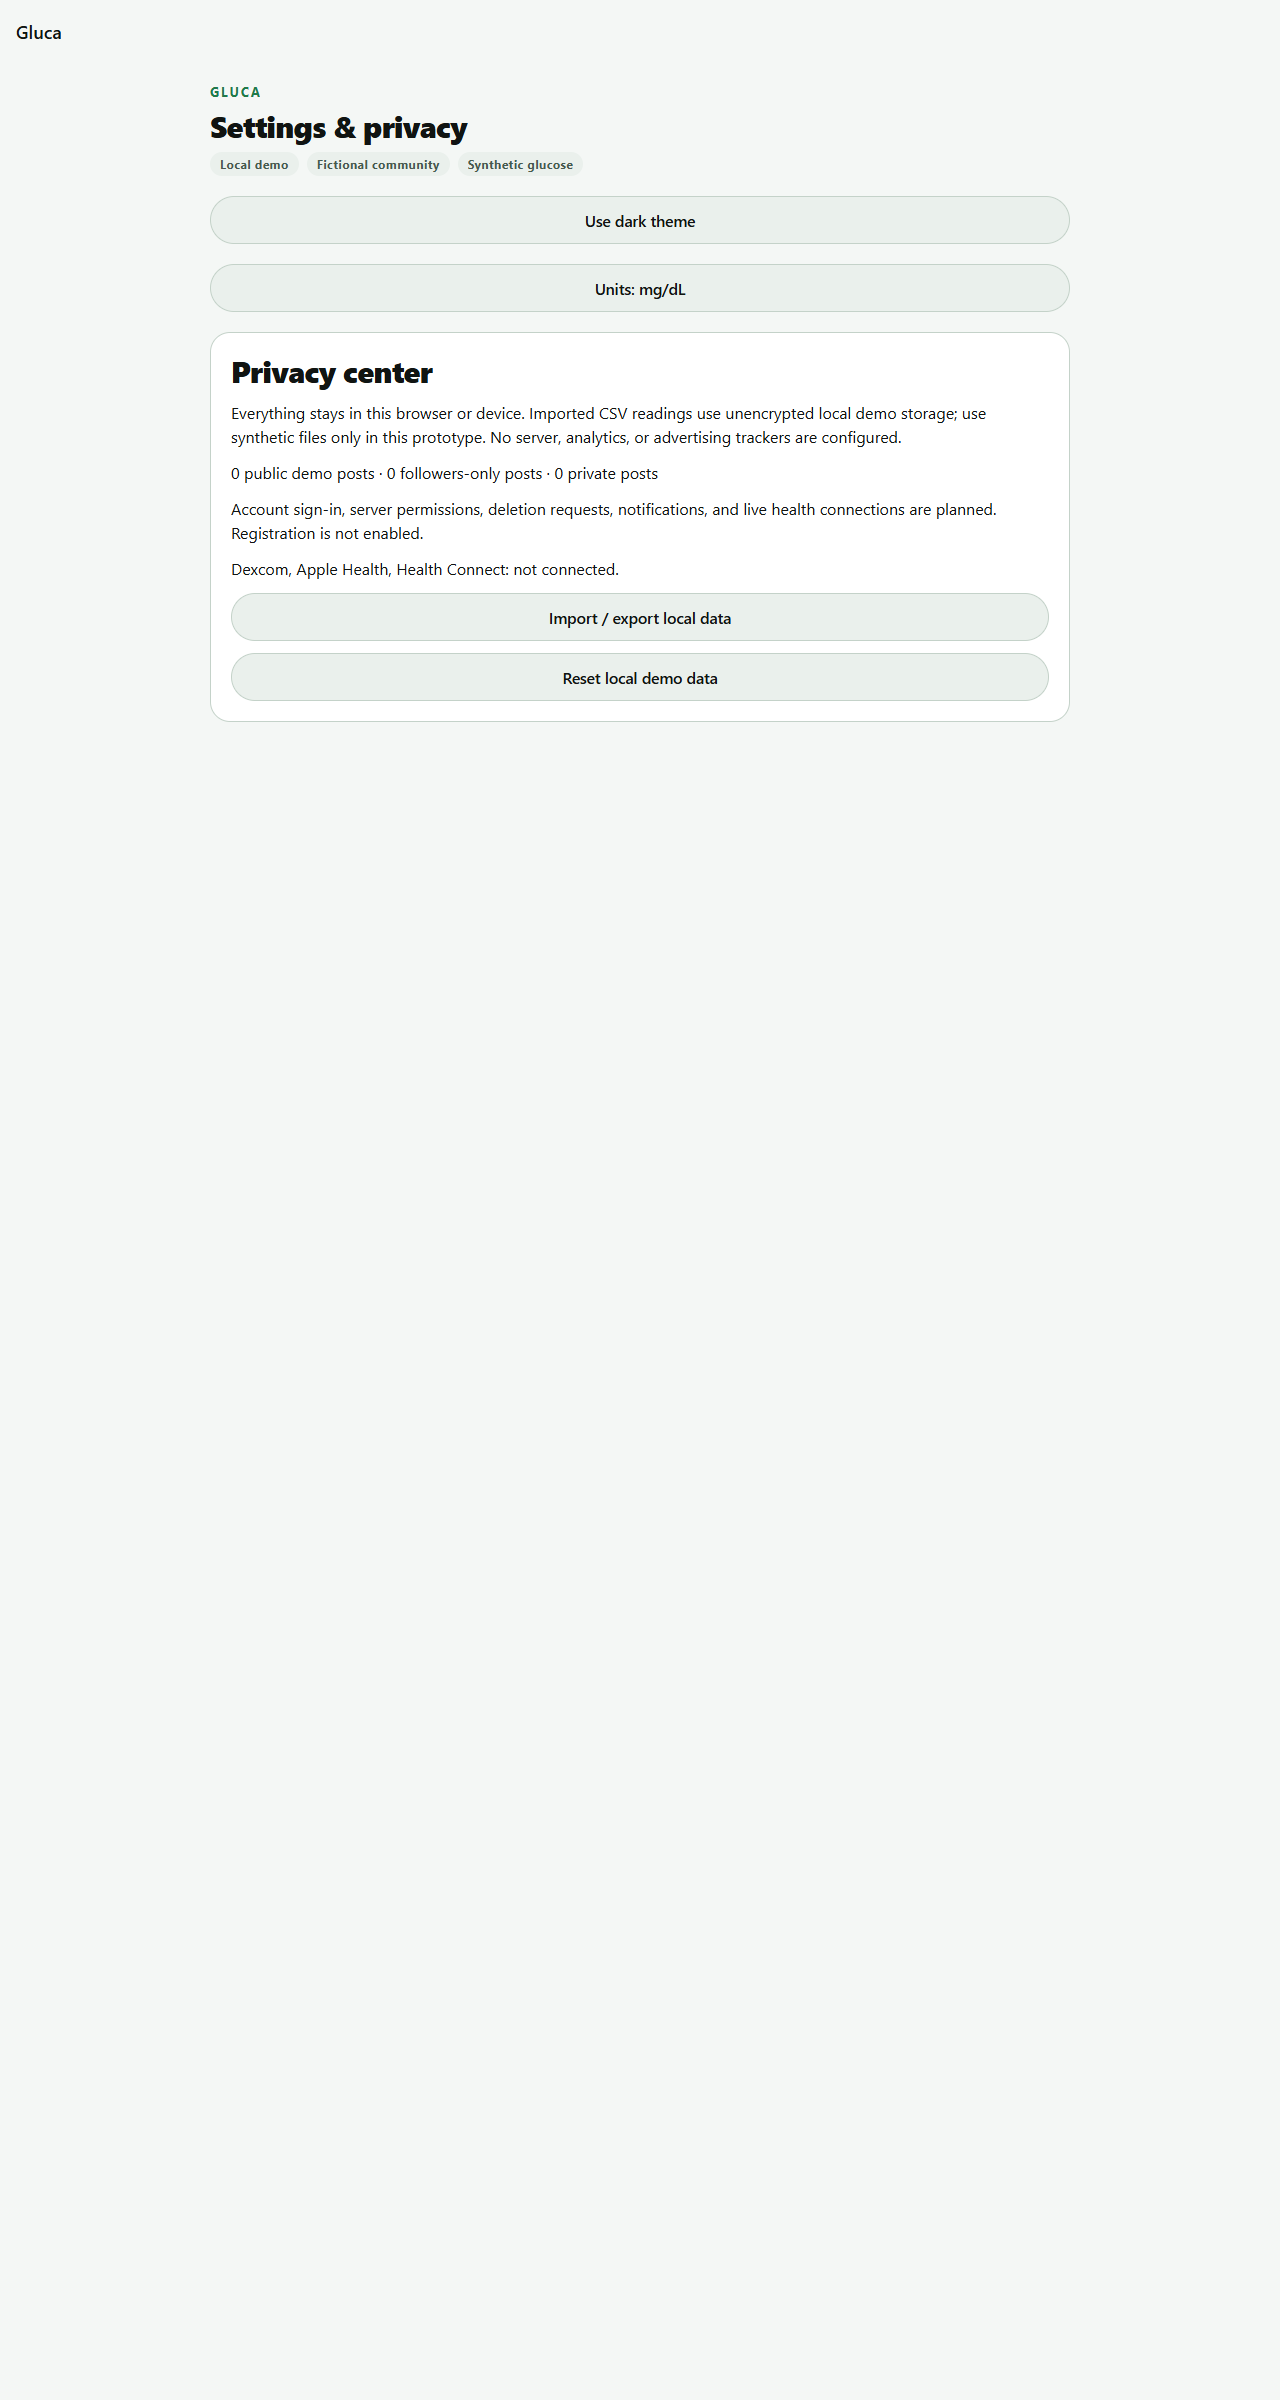 Gluca
GLUCA
Settings & privacy
Local demo
Fictional community
Synthetic glucose
Use dark theme
Units: mg/dL
Privacy center
Everything stays in this browser or device. Imported CSV readings use unencrypted local demo storage; use
synthetic files only in this prototype. No server, analytics, or advertising trackers are configured.
0 public demo posts · 0 followers-only posts · 0 private posts
Account sign-in, server permissions, deletion requests, notifications, and live health connections are planned.
Registration is not enabled.
Dexcom, Apple Health, Health Connect: not connected.
Import / export local data
Reset local demo data